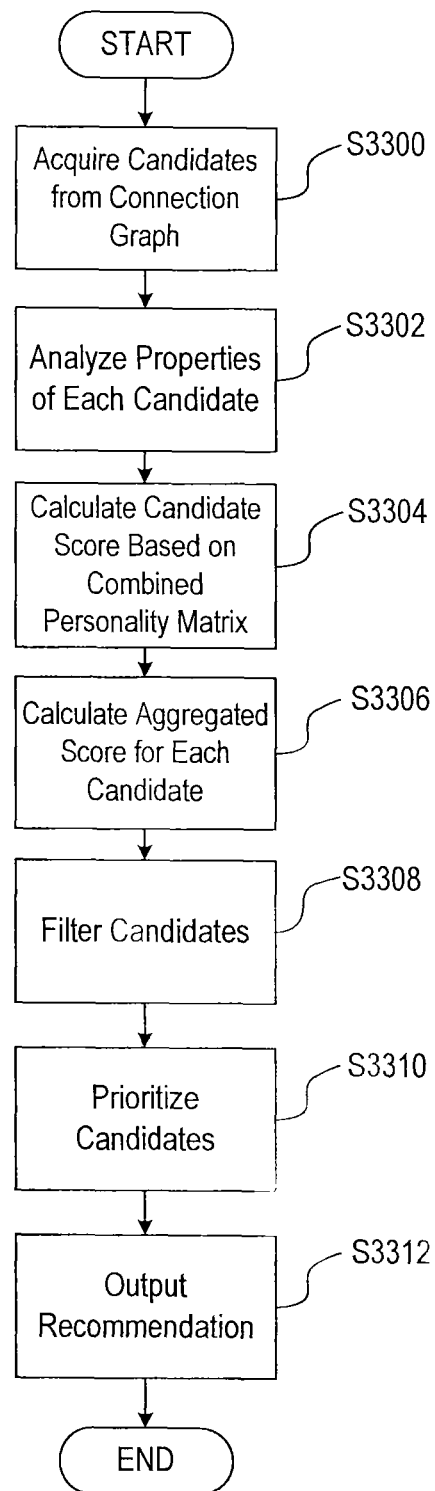 START
Acquire Candidates
from Connection
Graph
S3300
Analyze Properties
of Each Candidate
S3302
Calculate Candidate
Score Based on
Combined
Personality Matrix
S3304
Calculate Aggregated
Score for Each
Candidate
S3306
Filter Candidates
S3308
Prioritize
Candidates
S3310
Output
Recommendation
S3312
END